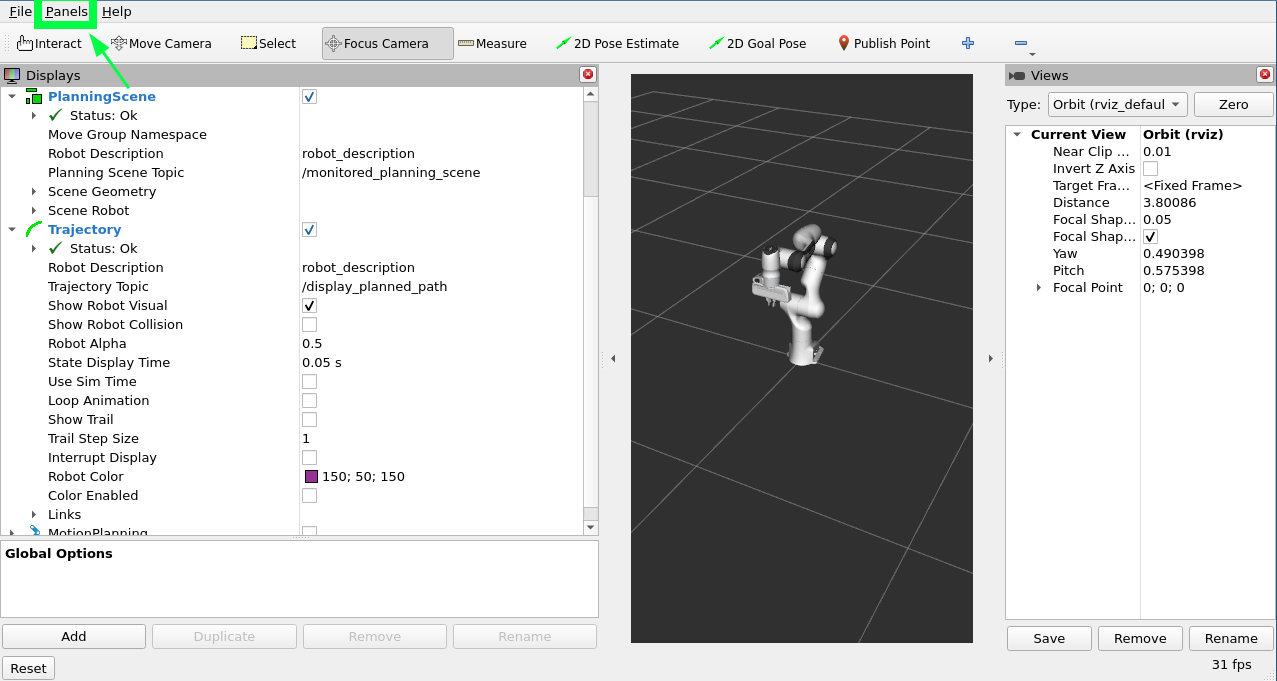 File Panels Help
Interact Move Camera Select Focus Camera Measure 2D Pose Estimate 2D Goal Pose Publish Point
Displays
PlanningScene
Status: Ok
Move Group Namespace
Robot Description robot_description
Planning Scene Topic /monitored_planning_scene
Scene Geometry
Scene Robot
Trajectory
Status: Ok
Robot Description robot_description
Trajectory Topic /display_planned_path
Show Robot Visual
Show Robot Collision
Robot Alpha 0.5
State Display Time 0.05 s
Use Sim Time
Loop Animation
Show Trail
Trail Step Size 1
Interrupt Display
Robot Color 150; 50; 150
Color Enabled
Links
MotionPlanning
Global Options
Add Duplicate Remove Rename
Reset
Views
Type: Orbit (rviz_defaul Zero
Current View Orbit (rviz)
Near Clip ... 0.01
Invert Z Axis
Target Fra... <Fixed Frame>
Distance 3.80086
Focal Shap... 0.05
Focal Shap...
Yaw 0.490398
Pitch 0.575398
Focal Point 0; 0; 0
Save Remove Rename
31 fps